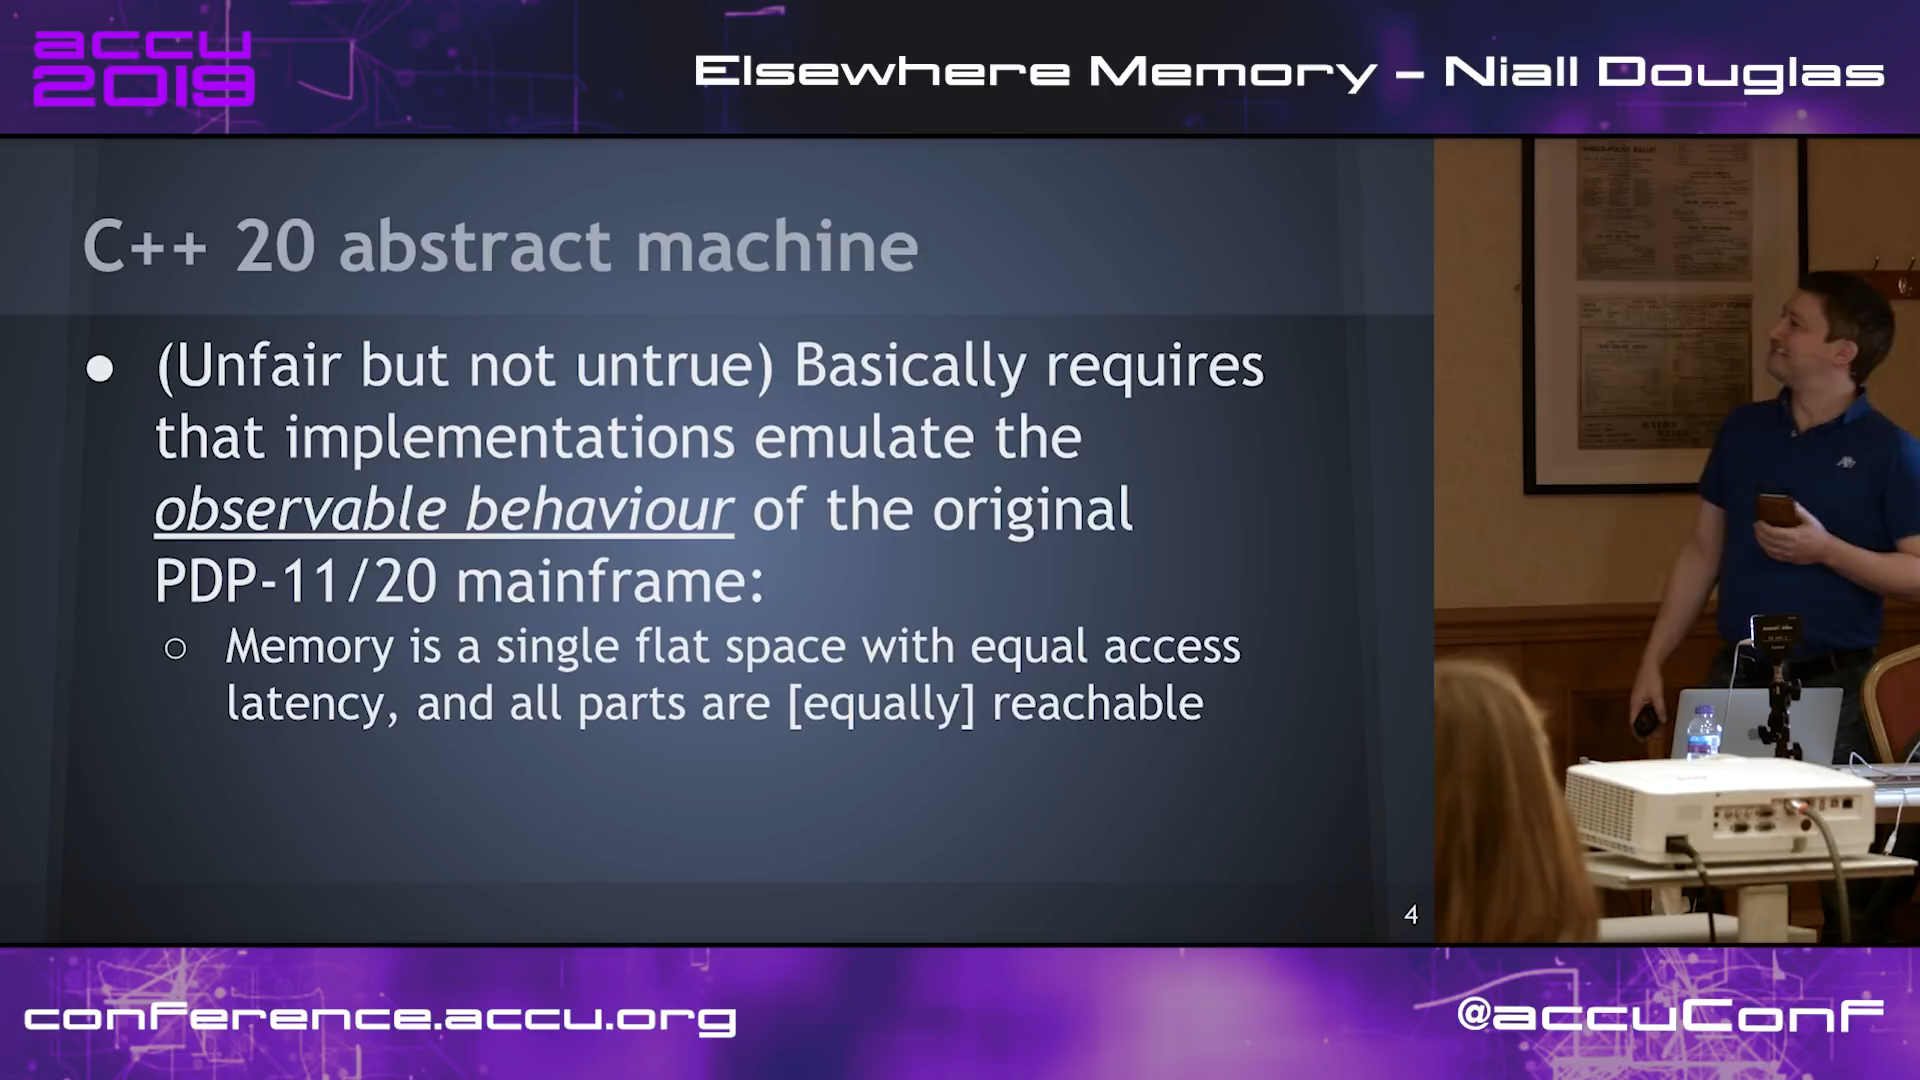 accu
2019
Elsewhere Memory – Niall Douglas
C++ 20 abstract machine
● (Unfair but not untrue) Basically requires
that implementations emulate the
observable behaviour of the original
PDP-11/20 mainframe:
○ Memory is a single flat space with equal access
latency, and all parts are [equally] reachable
4
conference.accu.org
@accuConf